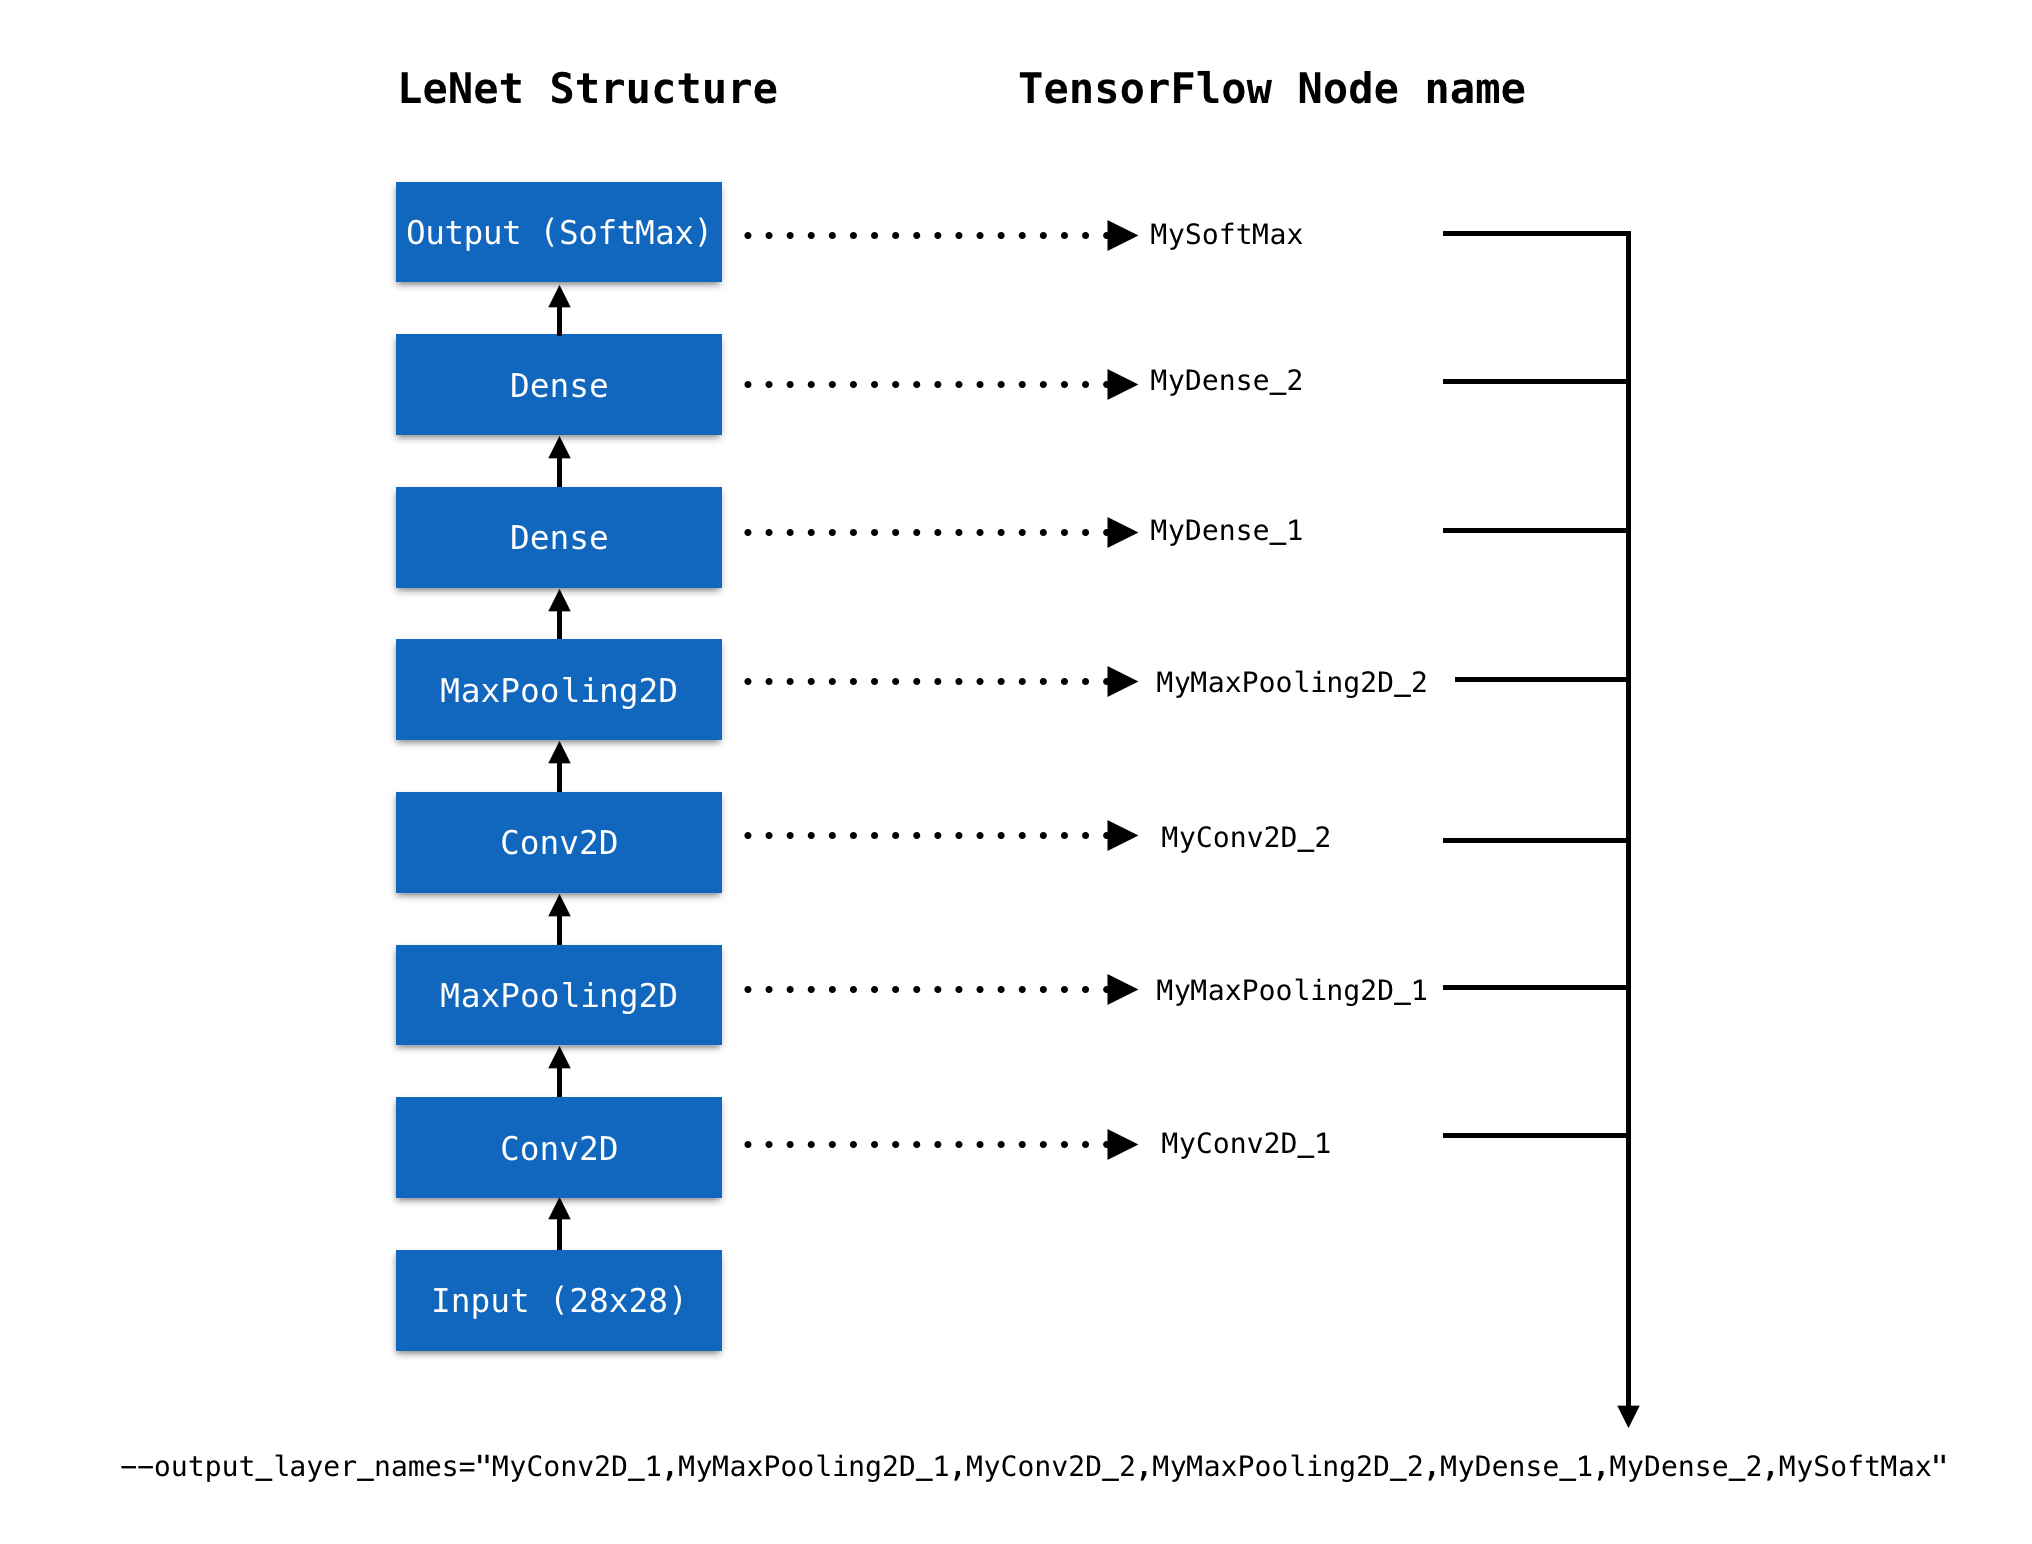 LeNet Structure
TensorFlow Node name
Output (SoftMax)
MySoftMax
Dense
MyDense_2
Dense
MyDense_1
MaxPooling2D
MyMaxPooling2D_2
Conv2D
MyConv2D_2
MaxPooling2D
MyMaxPooling2D_1
Conv2D
MyConv2D_1
Input (28x28)
--output_layer_names="MyConv2D_1,MyMaxPooling2D_1,MyConv2D_2,MyMaxPooling2D_2,MyDense_1,MyDense_2,MySoftMax"